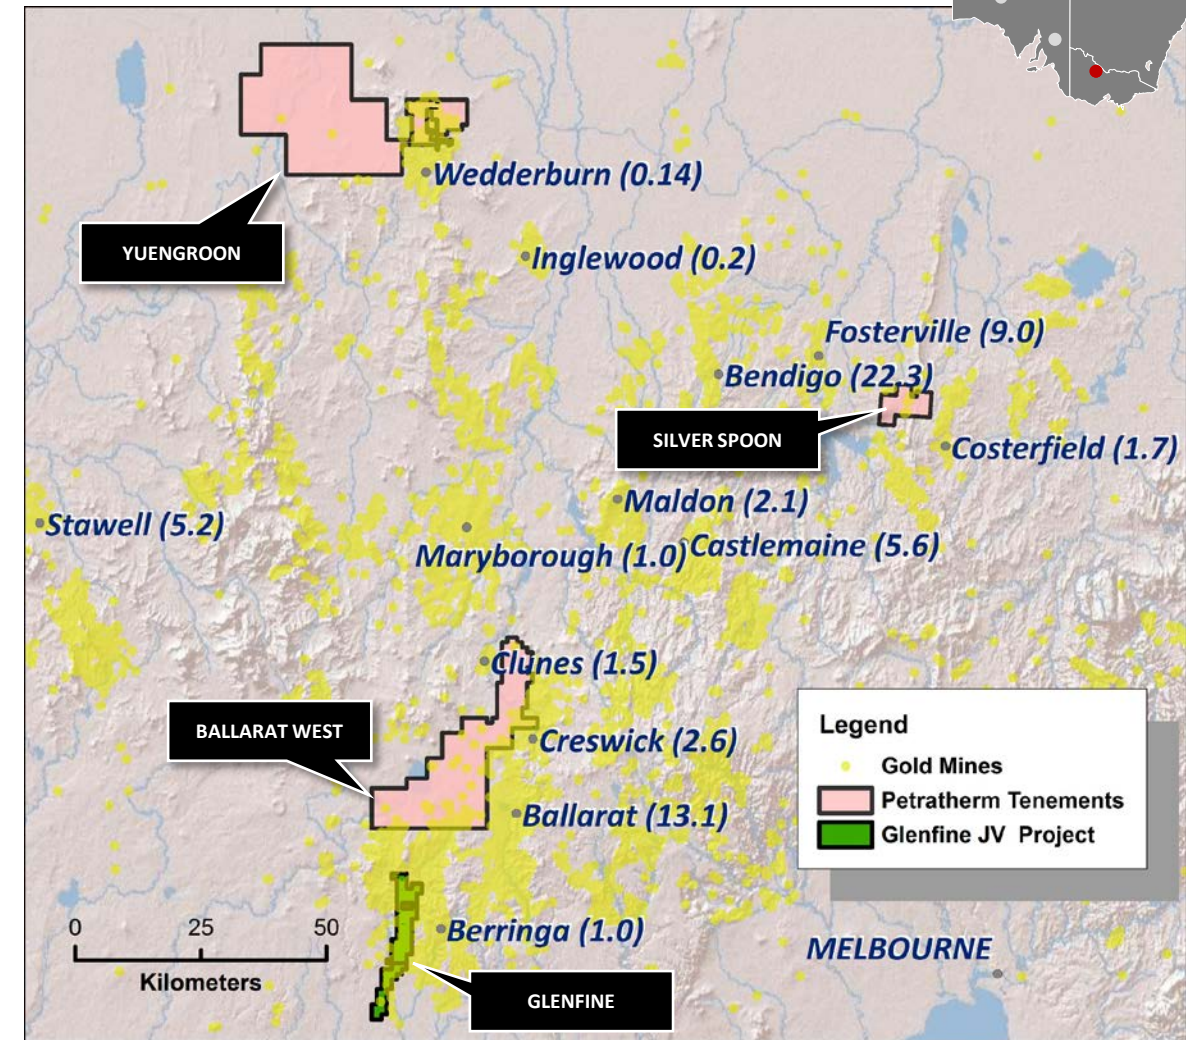 Wedderburn (0.14)
YUENGROON
Inglewood (0.2)
Fosterville (9.0)
Bendigo (22.3)
SILVER SPOON
Costerfield (1.7)
Maldon (2.1)
Stawell (5.2)
Maryborough (1.0)
Castlemaine (5.6)
Clunes (1.5)
BALLARAT WEST
Creswick (2.6)
Ballarat (13.1)
Legend
Gold Mines
Petratherm Tenements
Glenfine JV Project
Berringa (1.0)
MELBOURNE
0 25 50
Kilometers
GLENFINE